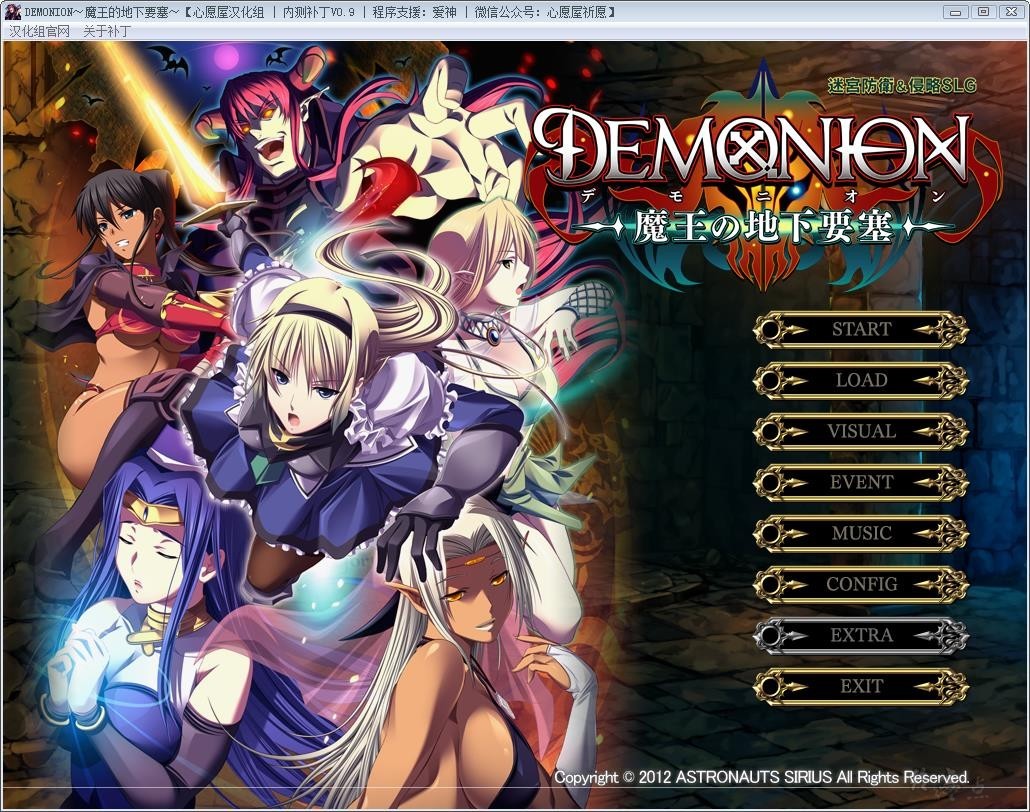 DEMONION～魔王的地下要塞～【心愿屋汉化组 | 内测补丁V0.9 | 程序支援：爱神 | 微信公众号：心愿屋祈愿】
汉化组官网 关于补丁
迷宮防衛&侵略SLG
DEMONION
デモニオン
魔王の地下要塞
START
LOAD
VISUAL
EVENT
MUSIC
CONFIG
EXTRA
EXIT
Copyright © 2012 ASTRONAUTS SIRIUS All Rights Reserved.